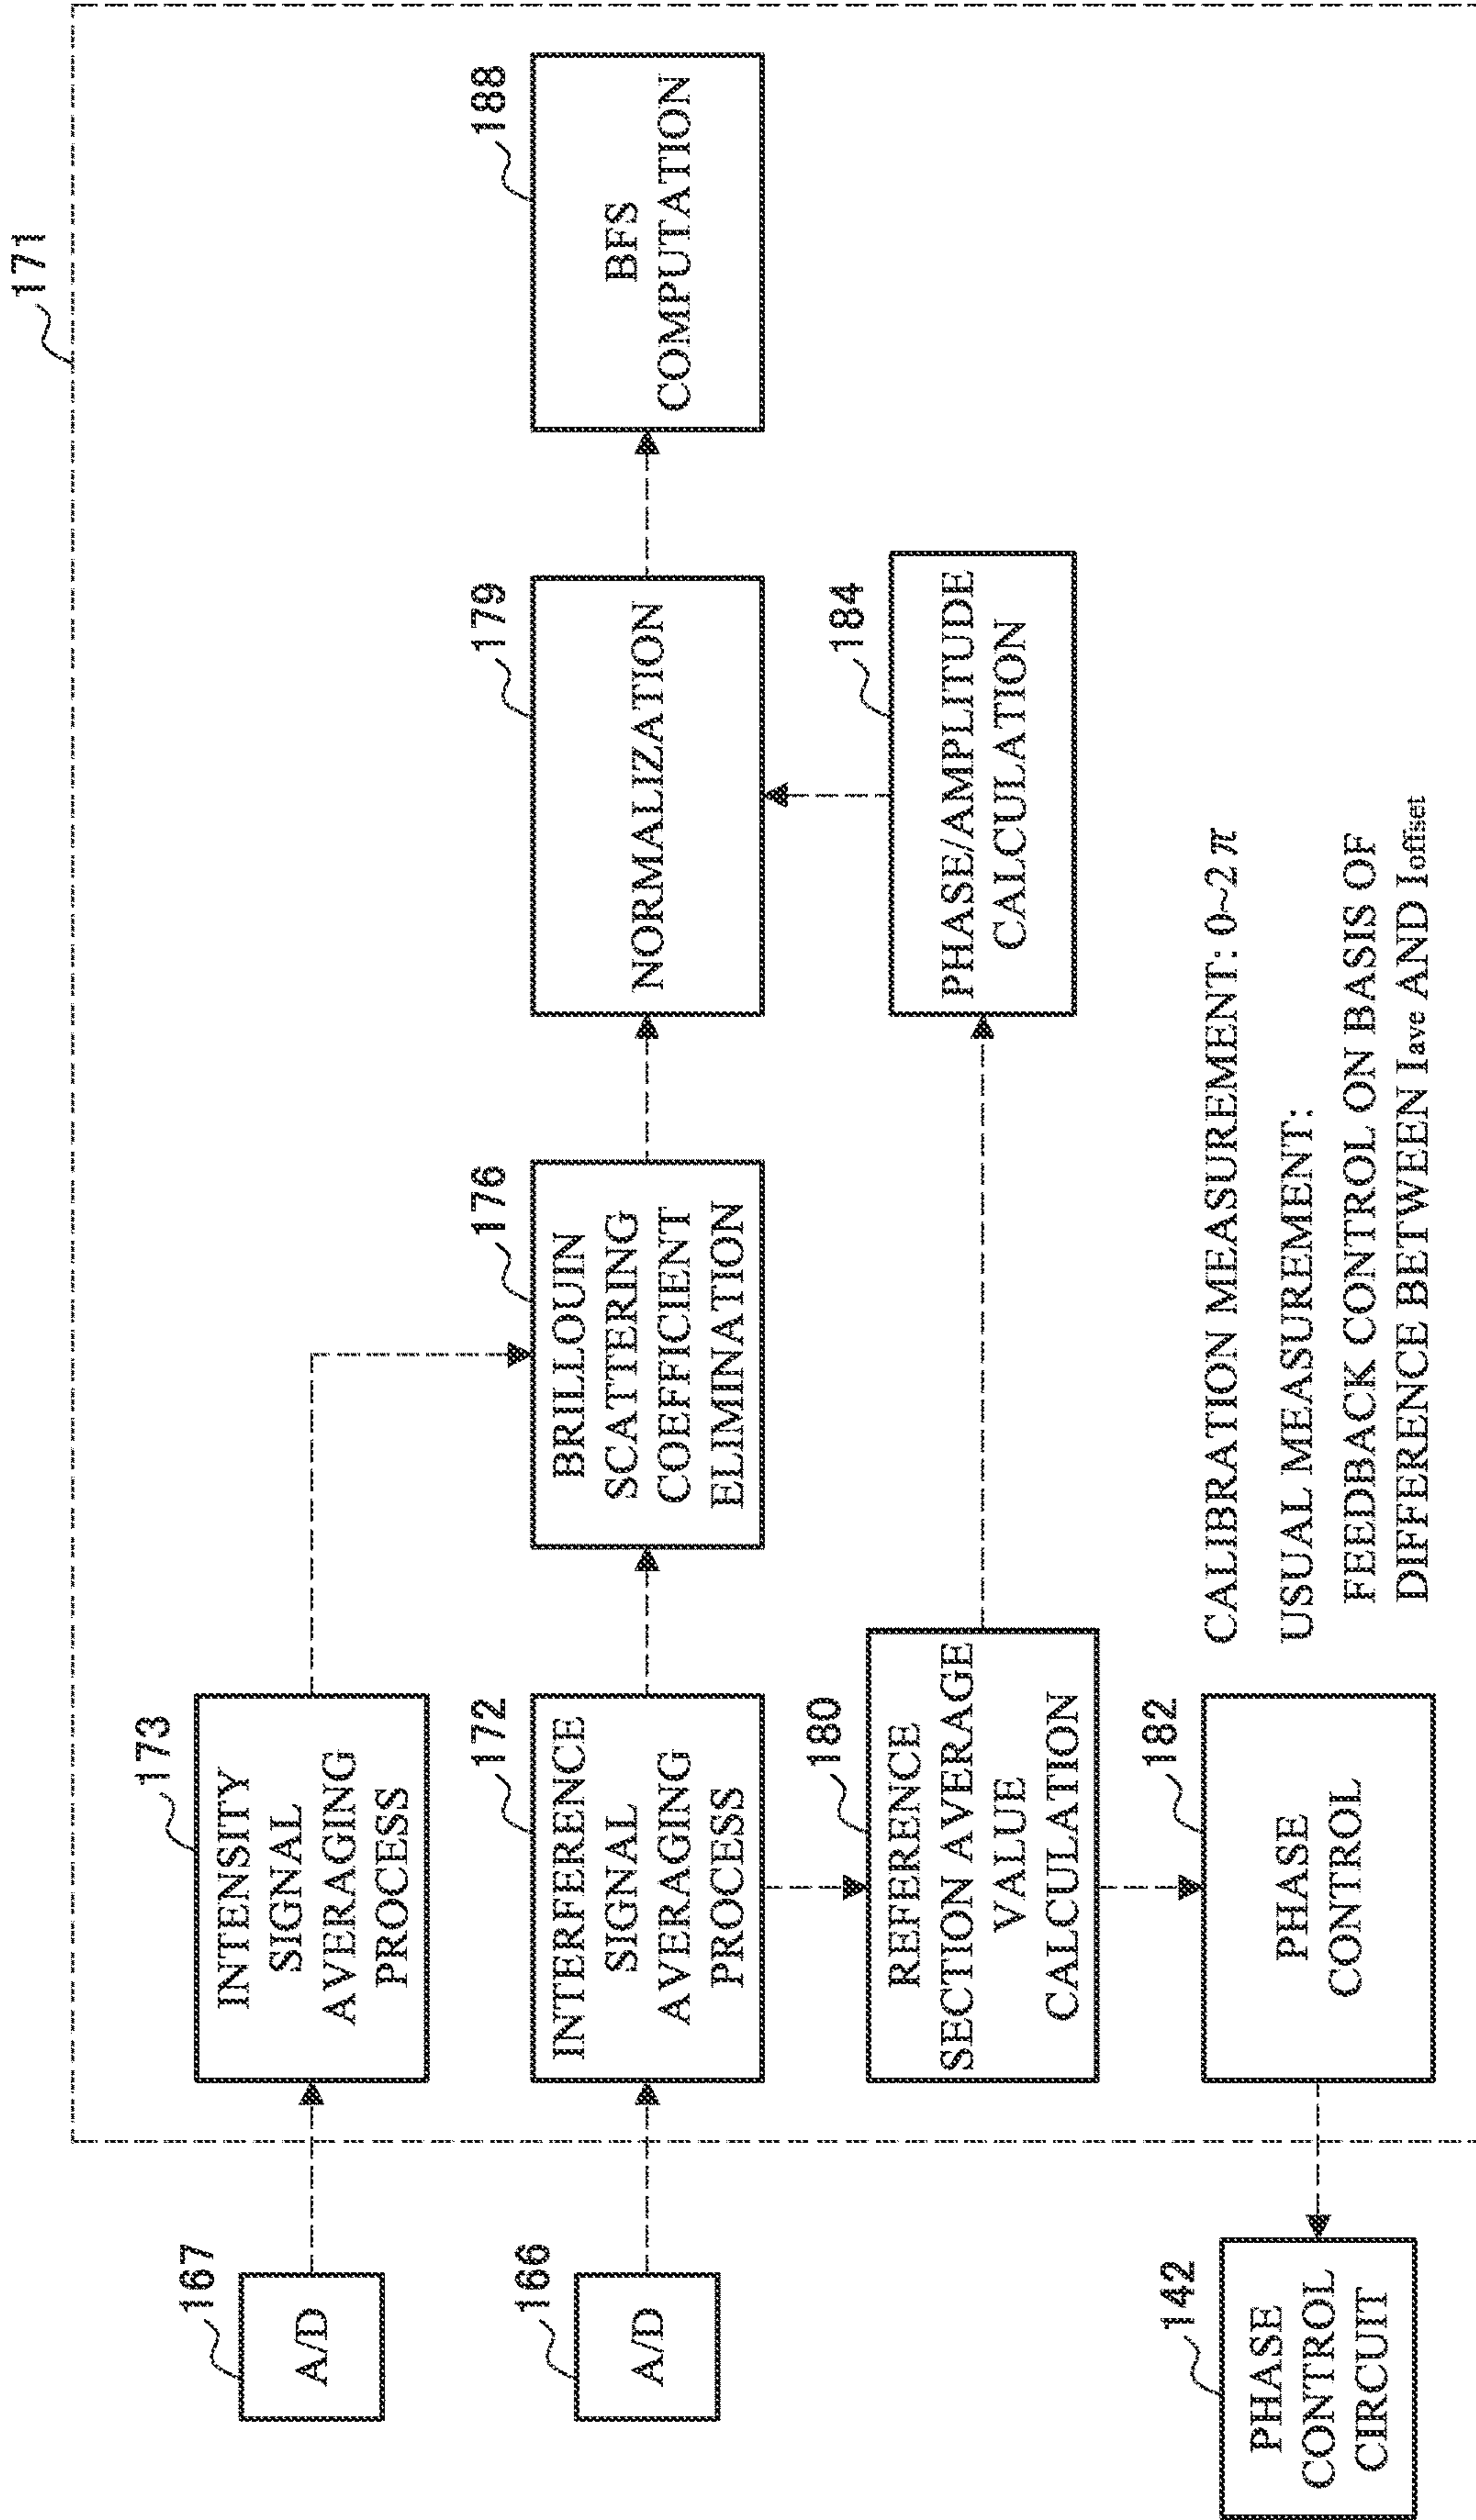 171
167
A/D
173
INTENSITY
SIGNAL
AVERAGING
PROCESS
166
A/D
172
INTERFERENCE
SIGNAL
AVERAGING
PROCESS
176
BRILLOUIN
SCATTERING
COEFFICIENT
ELIMINATION
179
NORMALIZATION
188
BFS
COMPUTATION
180
REFERENCE
SECTION AVERAGE
VALUE
CALCULATION
184
PHASE/AMPLITUDE
CALCULATION
142
PHASE
CONTROL
CIRCUIT
182
PHASE
CONTROL
CALIBRATION MEASUREMENT: 0~2π
USUAL MEASUREMENT:
FEEDBACK CONTROL ON BASIS OF
DIFFERENCE BETWEEN Iave AND Ioffset